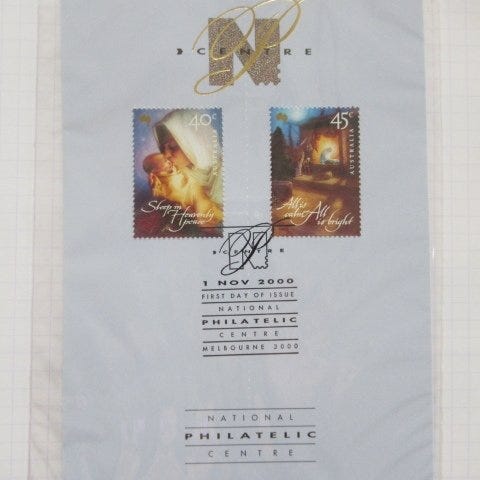 N
CENTRE
40c
AUSTRALIA
Sleep in
Heavenly
peace
45c
AUSTRALIA
All is
calm All
is bright
N
CENTRE
1 NOV 2000
FIRST DAY OF ISSUE
NATIONAL
PHILATELIC
CENTRE
MELBOURNE 3000
NATIONAL
PHILATELIC
CENTRE